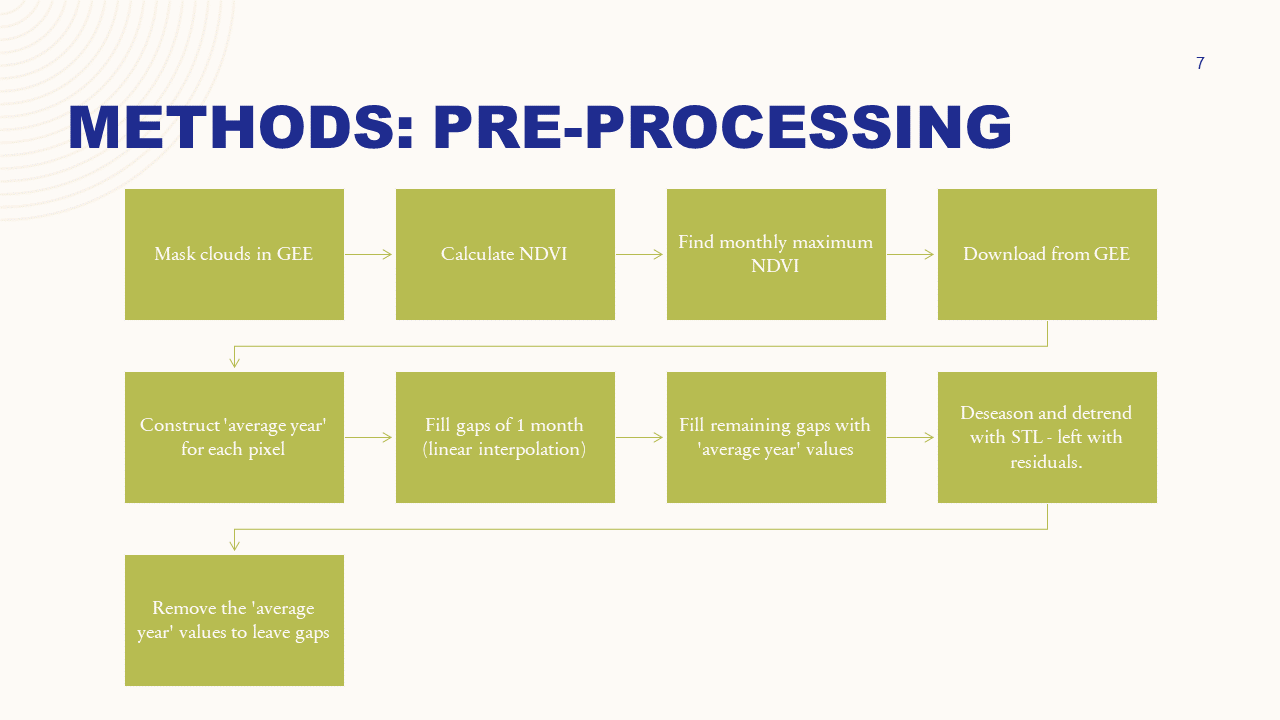 7
METHODS: PRE-PROCESSING
Mask clouds in GEE
Calculate NDVI
Find monthly maximum
NDVI
Download from GEE
Construct 'average year'
for each pixel
Fill gaps of 1 month
(linear interpolation)
Fill remaining gaps with
'average year' values
Deseason and detrend
with STL - left with
residuals.
Remove the 'average
year' values to leave gaps